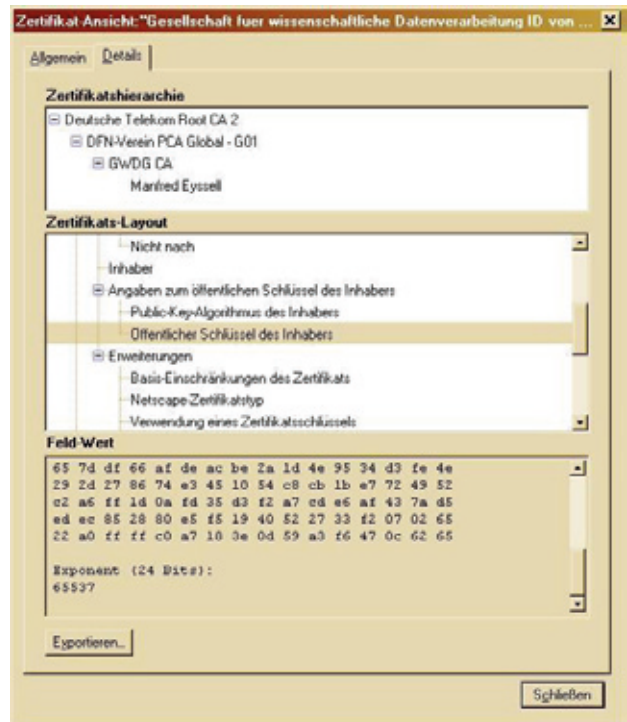 Zertifikat-Ansicht:"Gesellschaft fuer wissenschaftliche Datenverarbeitung ID von ...
Allgemein Details
Zertifikatshierarchie
Deutsche Telekom Root CA 2
DFN-Verein PCA Global - G01
GWDG CA
Manfred Eyssell
Zertifikats-Layout
Nicht nach
Inhaber
Angaben zum öffentlichen Schlüssel des Inhabers
Public-Key-Algorithmus des Inhabers
Öffentlicher Schlüssel des Inhabers
Erweiterungen
Basis-Einschränkungen des Zertifikats
Netscape-Zertifikatstyp
Verwendung eines Zertifikatsschlüssels
Feld-Wert
65 7d df 66 af de ac be 2a 1d 4e 95 34 d3 fe 4e
29 2d 27 86 74 e3 45 10 54 c8 cb 1b e7 72 49 52
c2 a6 ff 1d 0a fd 35 d3 f2 a7 cd e6 af 43 7a d5
ed ec 85 28 80 e5 f5 19 40 52 27 33 f2 07 02 65
22 a0 ff ff c0 a7 18 3e 0d 59 a3 f6 47 0c 62 65
Exponent (24 Bits):
65537
Exportieren...
Schließen